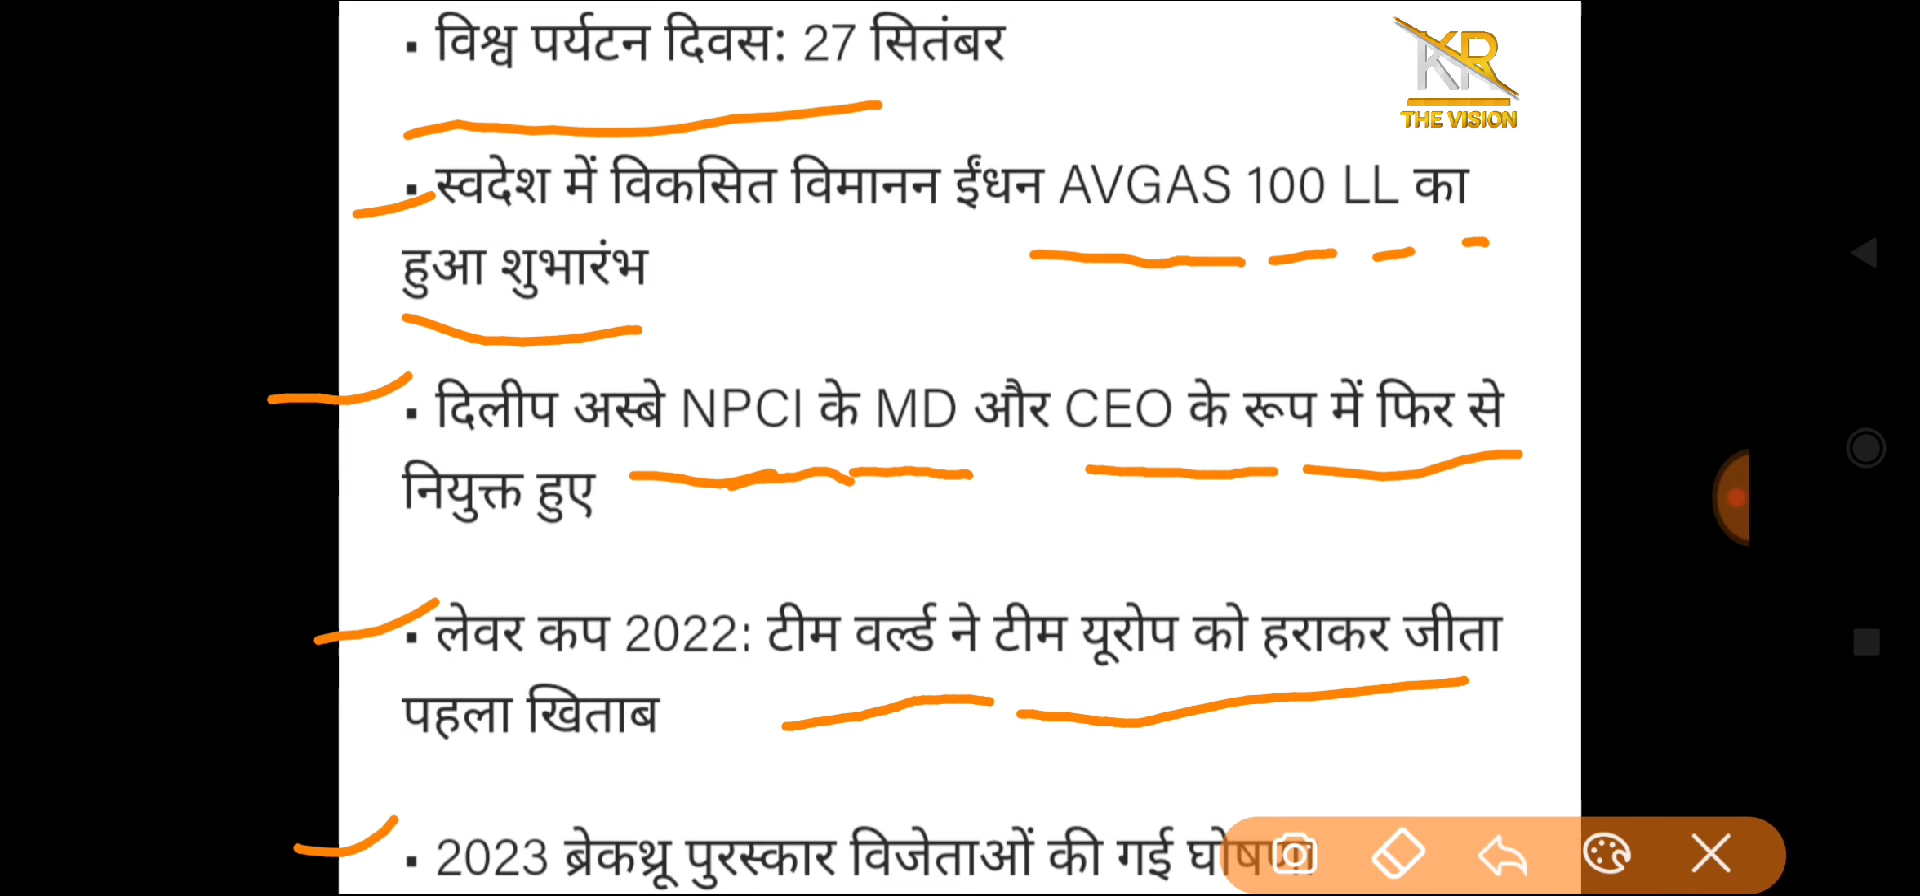 ▪ विश्व पर्यटन दिवस: 27 सितंबर
KR
THE VISION
▪ स्वदेश में विकसित विमानन ईंधन AVGAS 100 LL का
हुआ शुभारंभ
▪ दिलीप अस्बे NPCI के MD और CEO के रूप में फिर से
नियुक्त हुए
▪ लेवर कप 2022: टीम वर्ल्ड ने टीम यूरोप को हराकर जीता
पहला खिताब
▪ 2023 ब्रेकथ्रू पुरस्कार विजेताओं की गई घोषणा